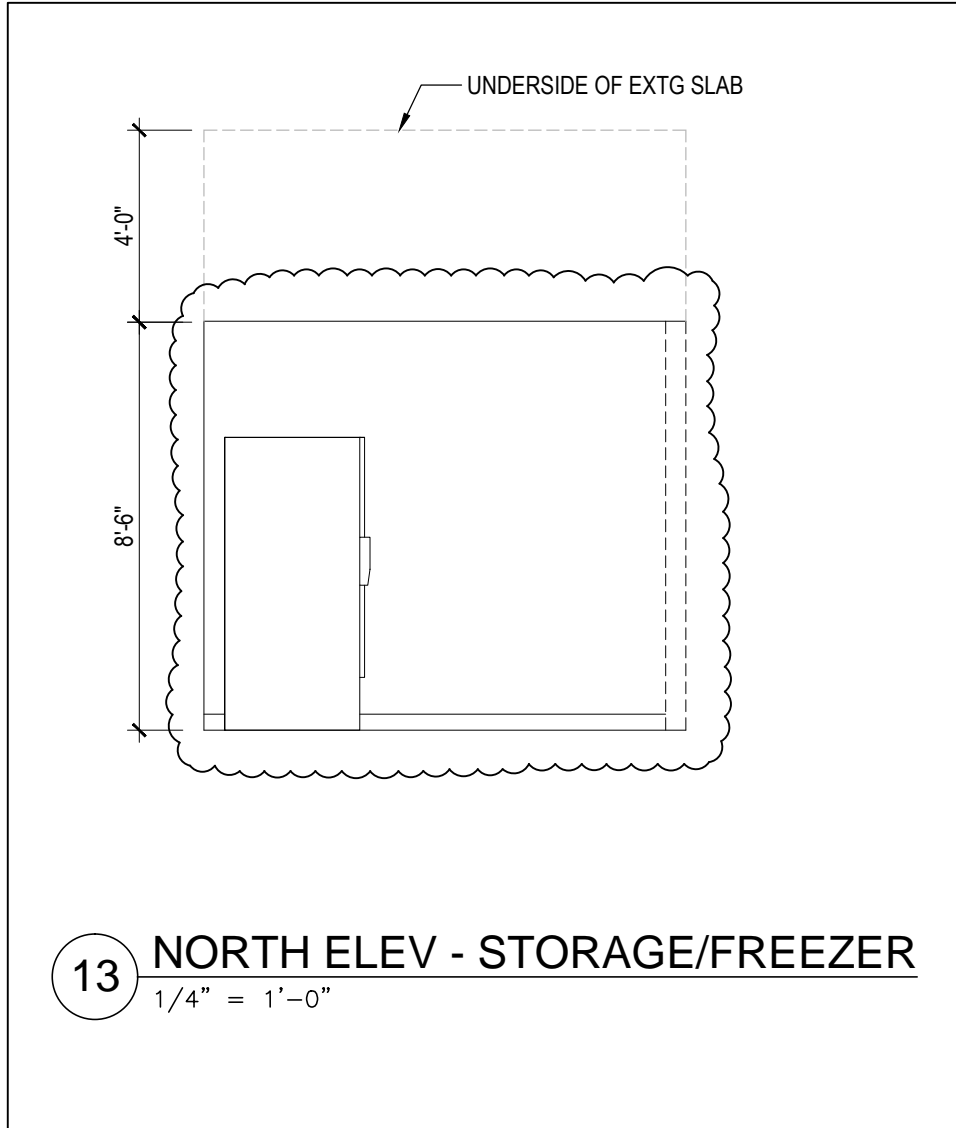 UNDERSIDE OF EXTG SLAB
4'-0"
8'-6"
13
NORTH ELEV - STORAGE/FREEZER
1/4" = 1'-0"